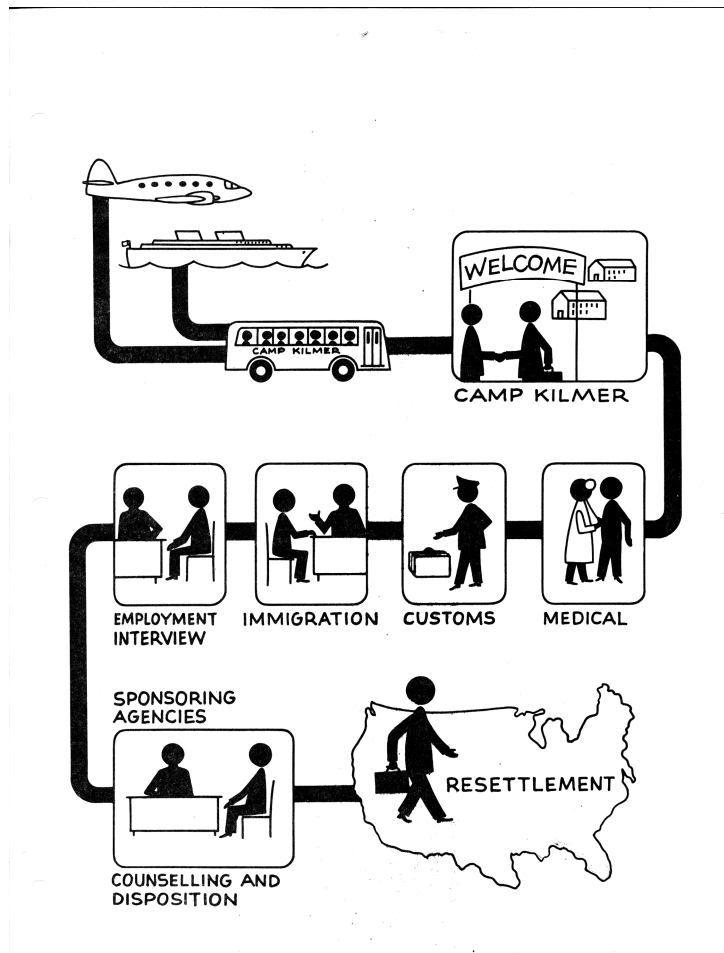 WELCOME
CAMP KILMER
CAMP KILMER
EMPLOYMENT
INTERVIEW
IMMIGRATION
CUSTOMS
MEDICAL
SPONSORING
AGENCIES
RESETTLEMENT
COUNSELLING AND
DISPOSITION